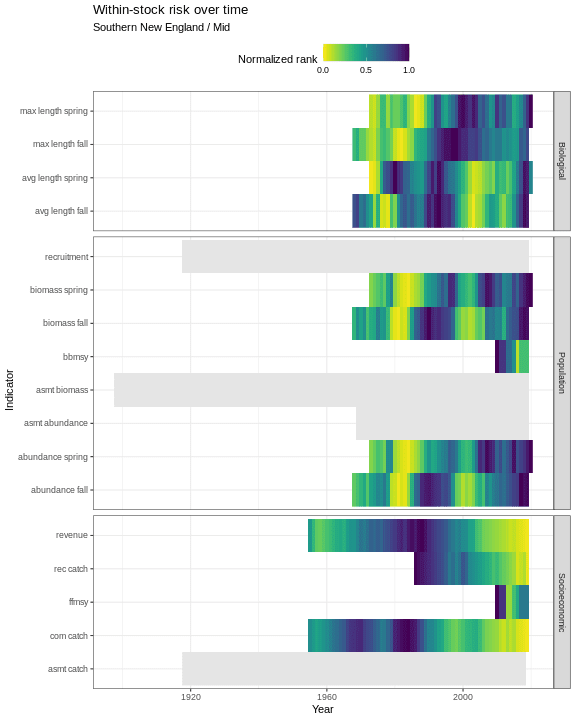 Within-stock risk over time
Southern New England / Mid
Normalized rank
0.0 0.5 1.0
max length spring
max length fall
avg length spring
avg length fall
Biological
recruitment
biomass spring
biomass fall
bbmsy
asmt biomass
asmt abundance
abundance spring
abundance fall
Population
revenue
rec catch
ffmsy
com catch
asmt catch
Socioeconomic
Indicator
1920 1960 2000
Year